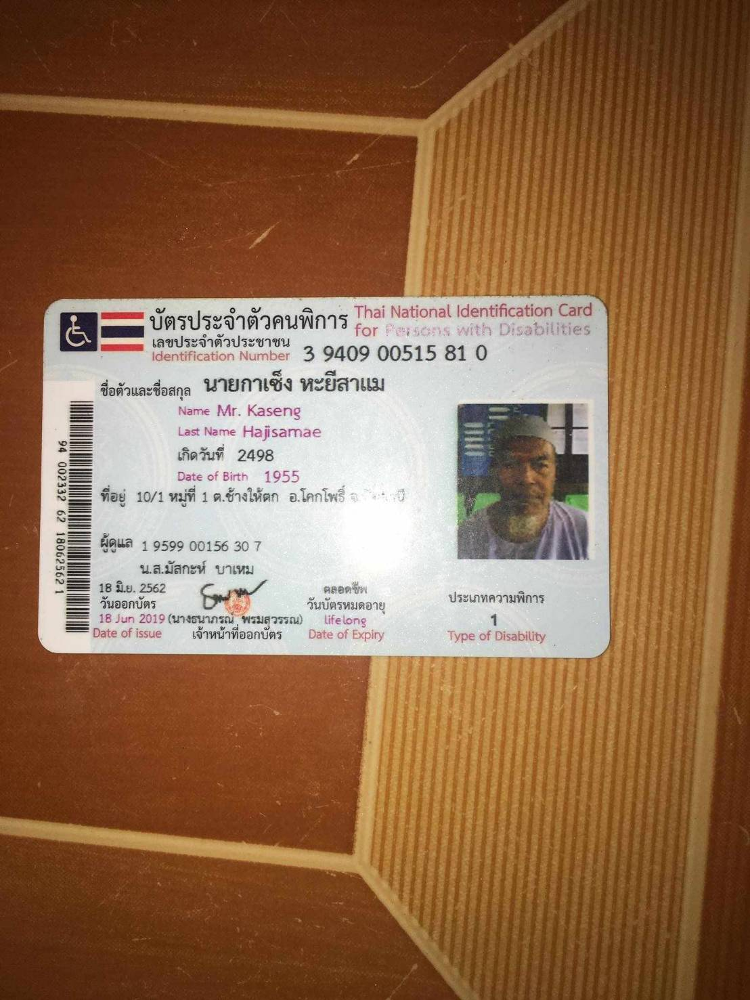 บัตรประจำตัวคนพิการ Thai National Identification Card
for Persons with Disabilities
เลขประจำตัวประชาชน
Identification Number 3 9409 00515 81 0
ชื่อตัวและชื่อสกุล นายกาเซ็ง หะยีสาแม
Name Mr. Kaseng
Last Name Hajisamae
เกิดวันที่ 2498
Date of Birth 1955
ที่อยู่ 10/1 หมู่ที่ 1 ต.ช้างให้ตก อ.โคกโพธิ์
ผู้ดูแล 1 9599 00156 30 7
น.ส.มัสกะห์ บาเหม
18 มิ.ย. 2562
วันออกบัตร
18 Jun 2019
Date of issue
(นางธนาภรณ์ พรมสุวรรณ)
เจ้าหน้าที่ออกบัตร
ตลอดชีพ
วันบัตรหมดอายุ
lifelong
Date of Expiry
ประเภทความพิการ
1
Type of Disability
94 002332 62 18062562 1